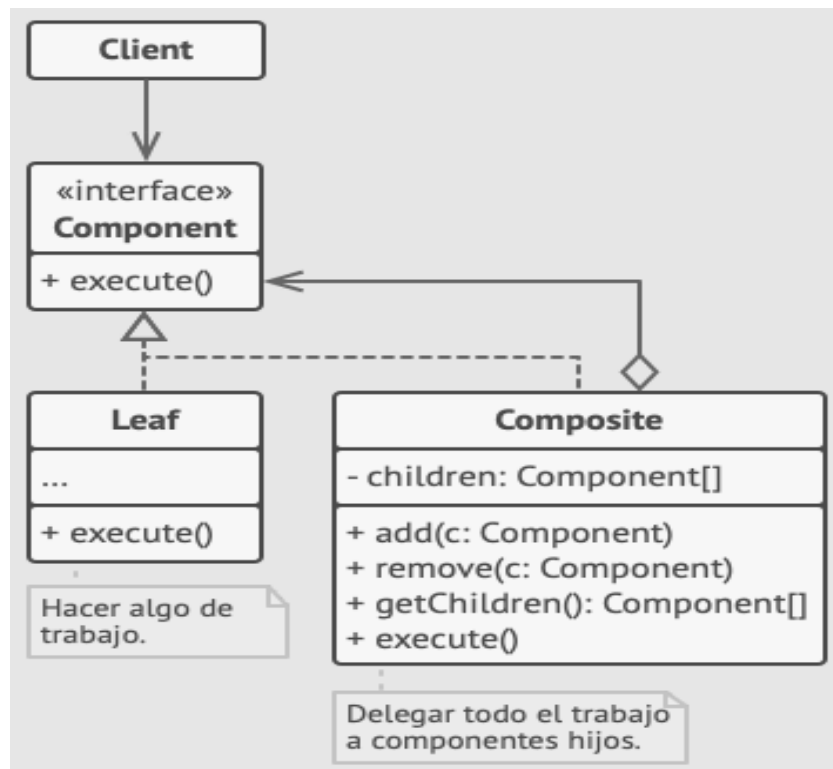 Client
«interface»
Component
+ execute()
Leaf
...
+ execute()
Hacer algo de
trabajo.
Composite
- children: Component[]
+ add(c: Component)
+ remove(c: Component)
+ getChildren(): Component[]
+ execute()
Delegar todo el trabajo
a componentes hijos.